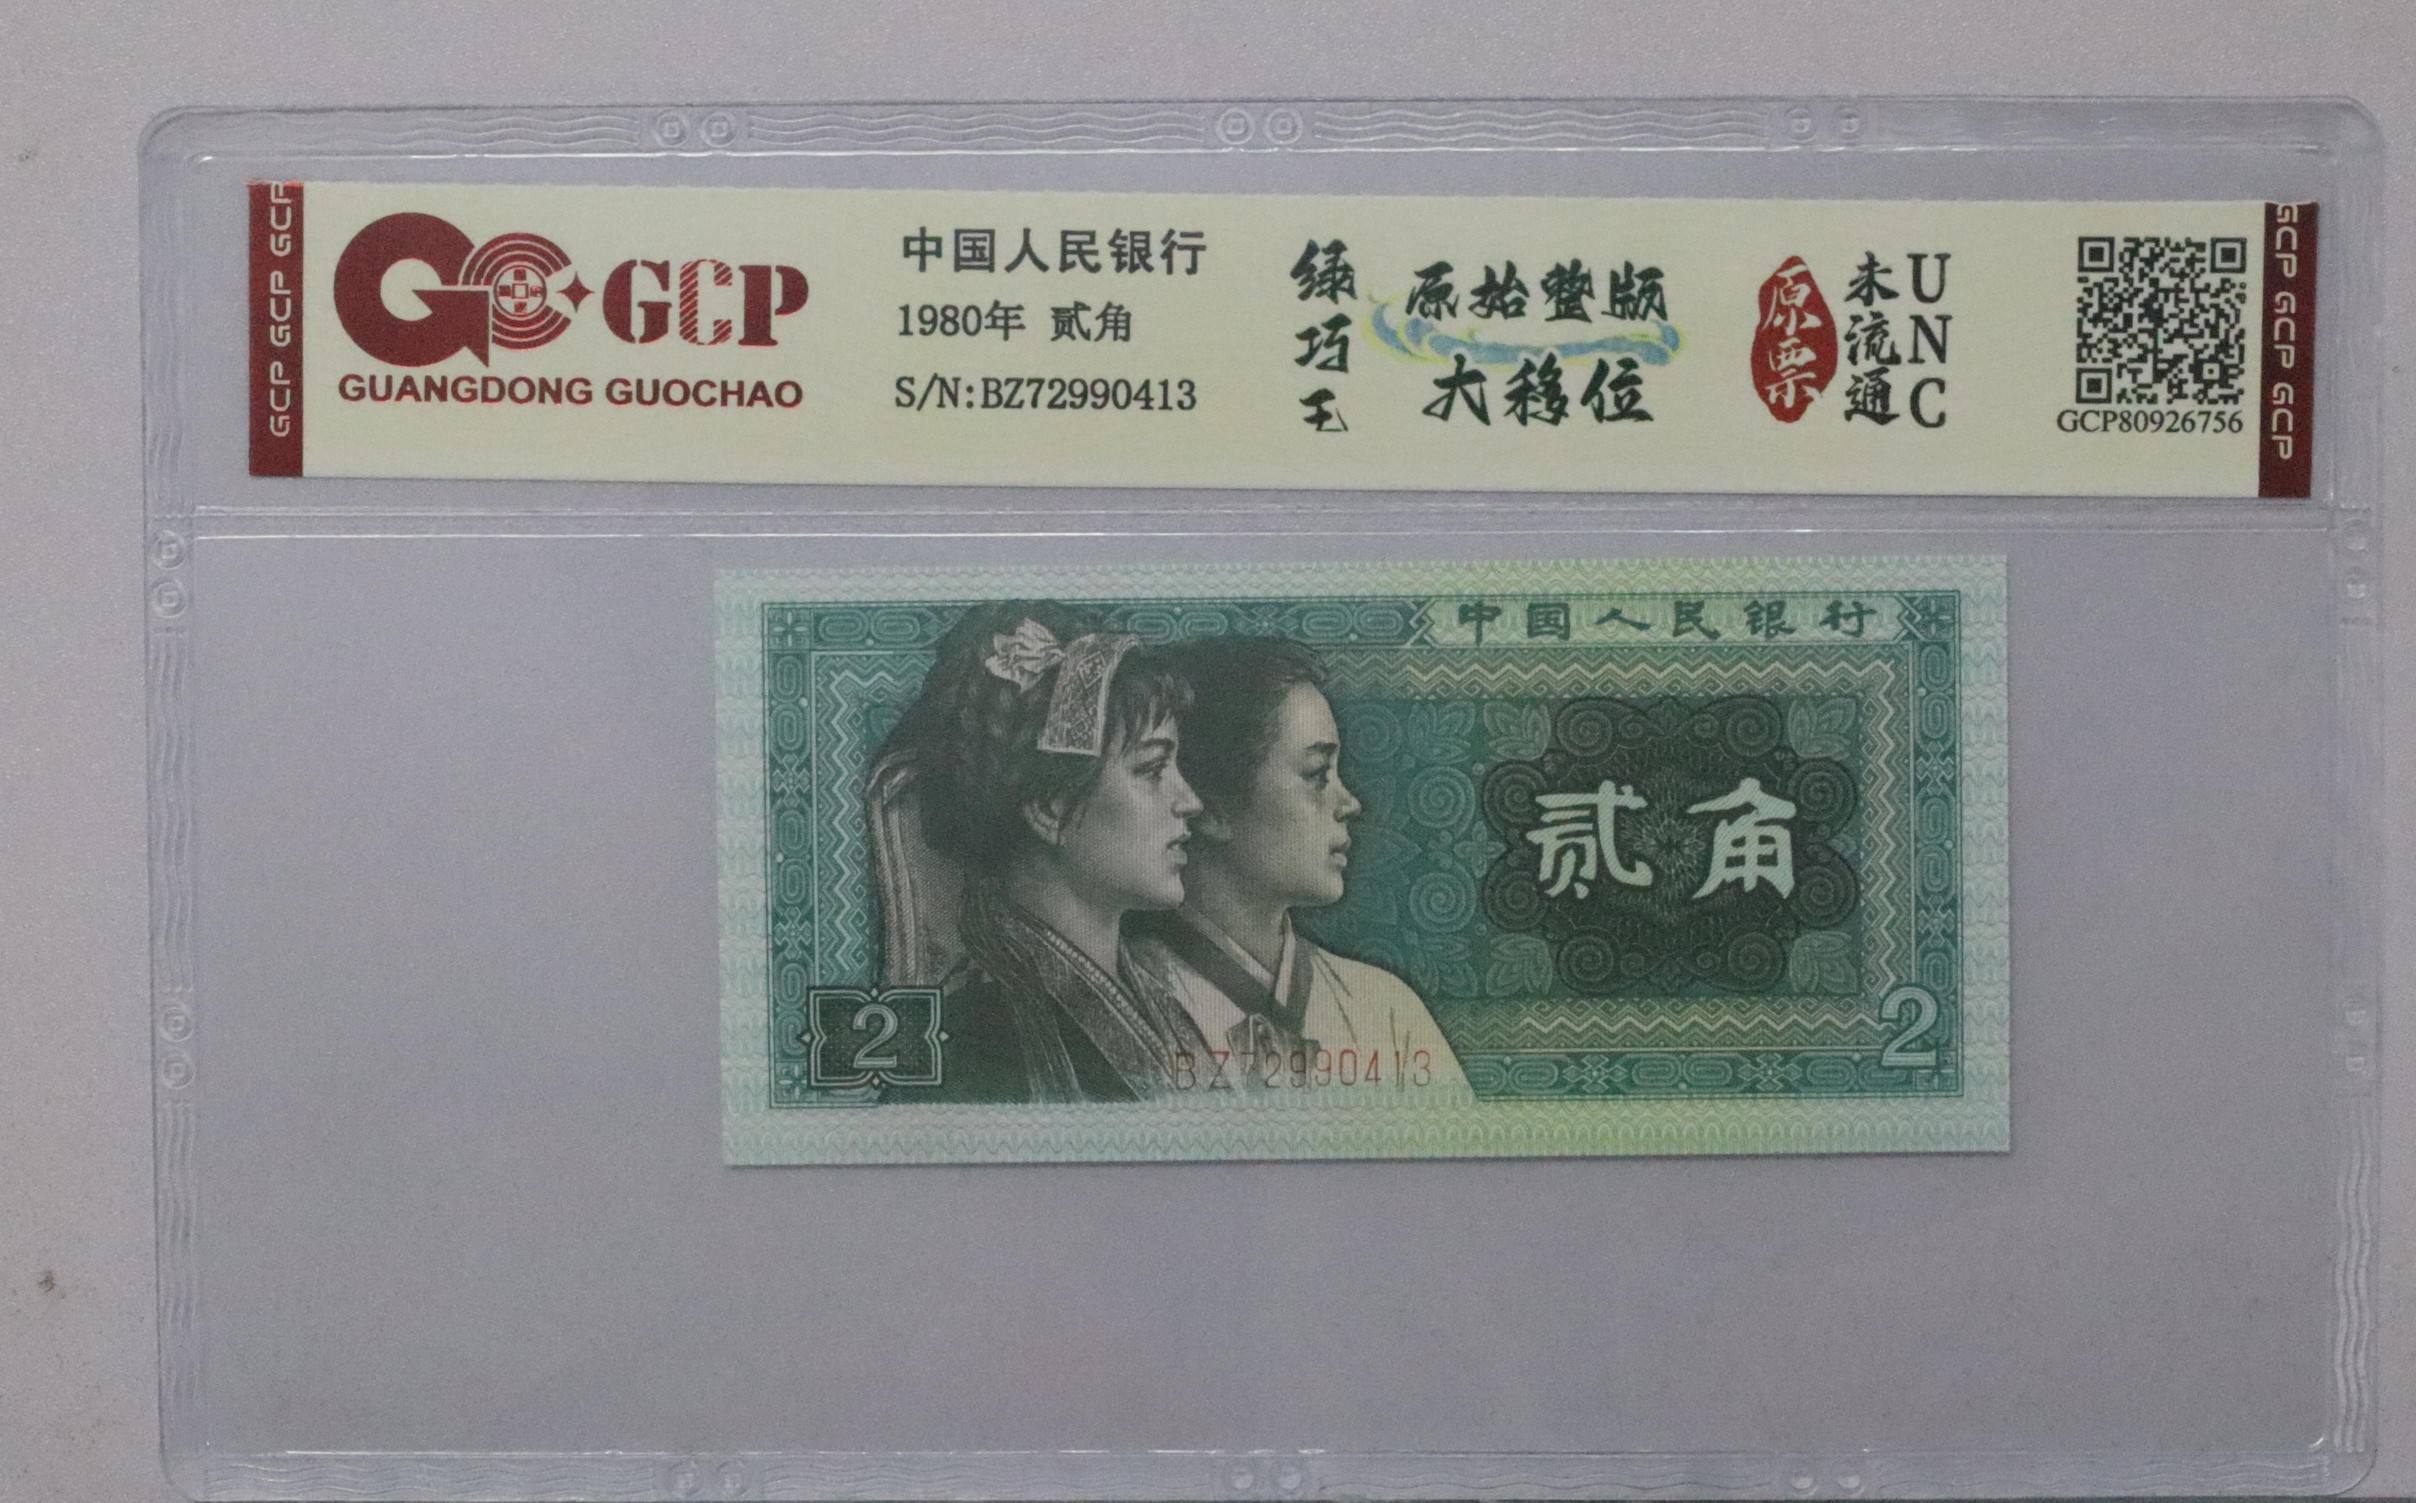 GCP GCP GCP
GCP
GUANGDONG GUOCHAO
中国人民银行
1980年 贰角
S/N:BZ72990413
绿巧王
原始整版
大移位
原票
未流通
UNC
GCP80926756
GCP GCP GCP
中国人民银行
贰角
2
2
BZ72990413